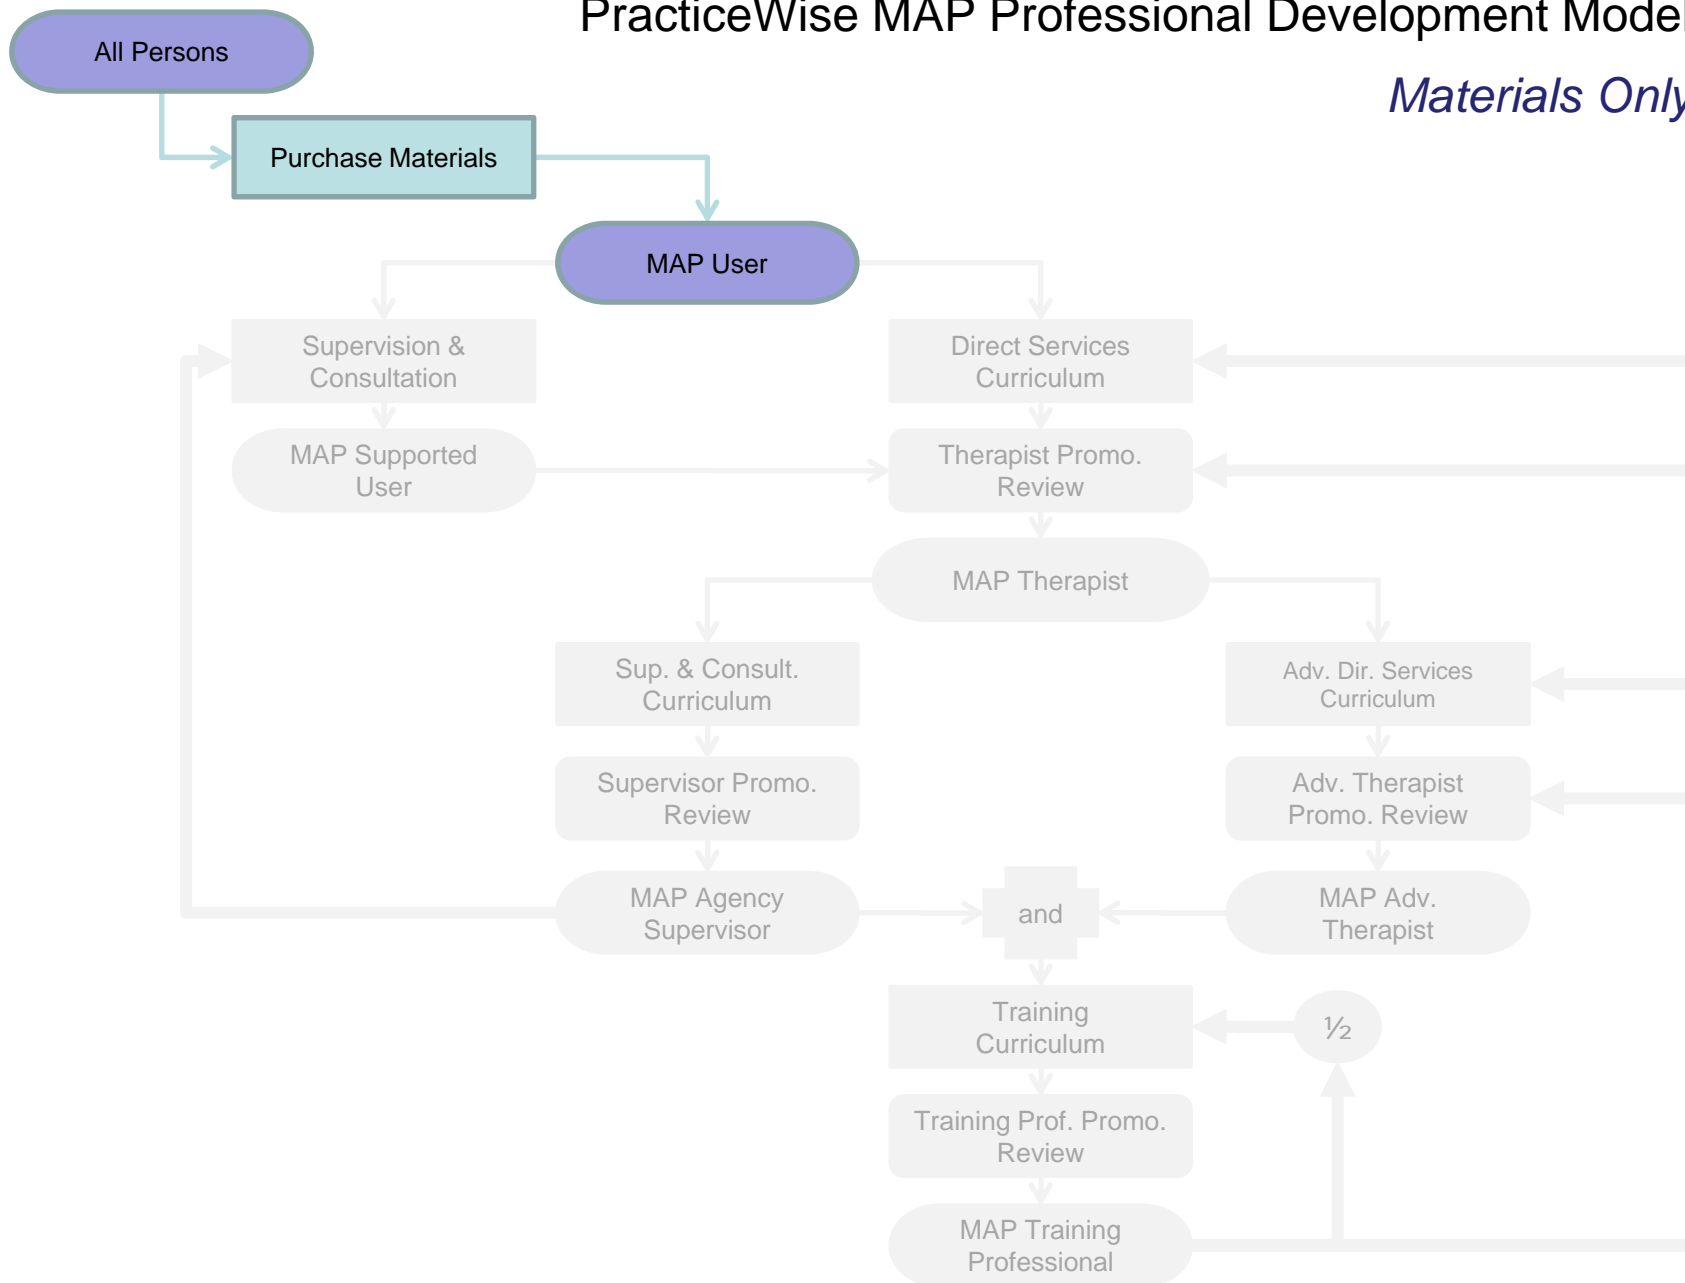 PracticeWise MAP Professional Development Model
Materials Only
All Persons
Purchase Materials
MAP User
Supervision &
Consultation
Direct Services
Curriculum
MAP Supported
User
Therapist Promo.
Review
MAP Therapist
Sup. & Consult.
Curriculum
Adv. Dir. Services
Curriculum
Supervisor Promo.
Review
Adv. Therapist
Promo. Review
MAP Agency
Supervisor
and
MAP Adv.
Therapist
Training
Curriculum
½
Training Prof. Promo.
Review
MAP Training
Professional